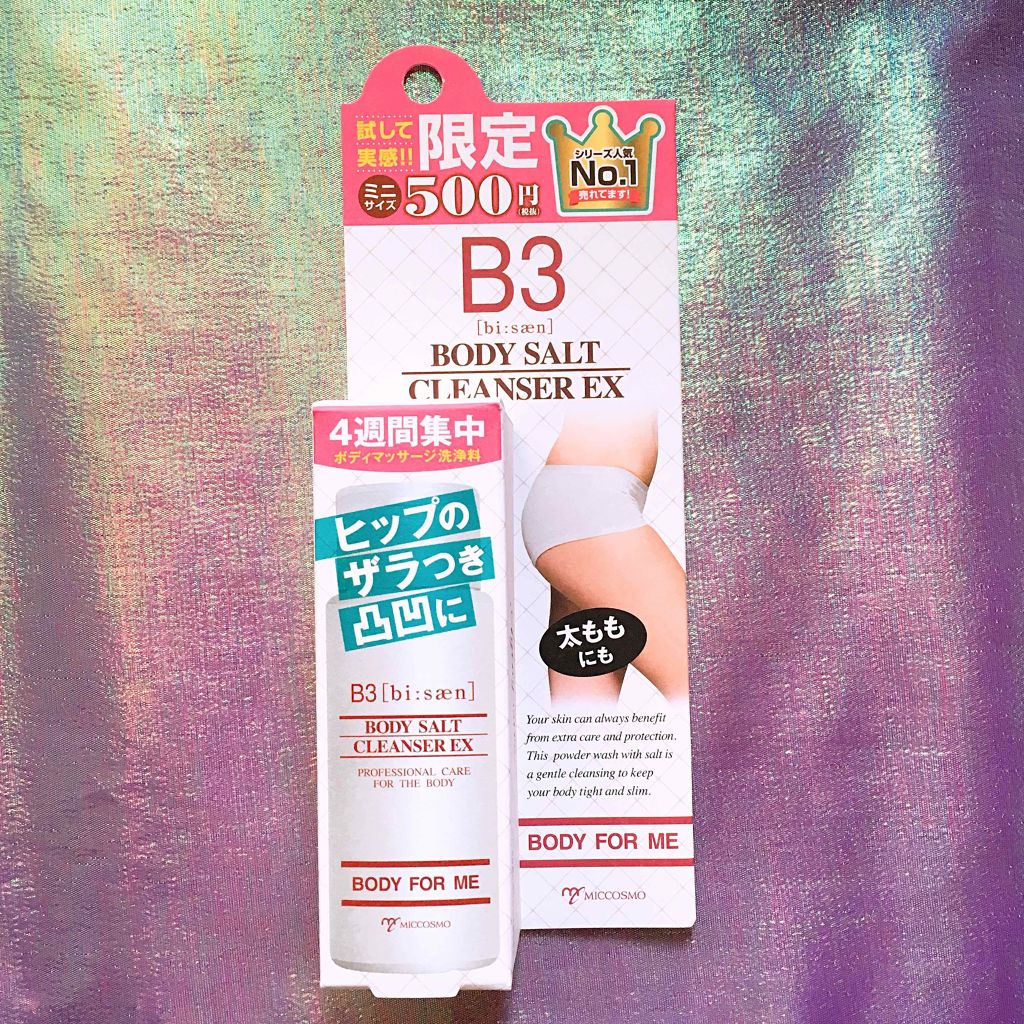 試して
実感!!
限定
ミニ
サイズ
500円
(税抜)
シリーズ人気
No.1
売れてます!
B3
[bi:sæn]
BODY SALT
CLEANSER EX
4週間集中
ボディマッサージ洗浄料
ヒップの
ザラつき
凸凹に
B3[bi:sæn]
BODY SALT
CLEANSER EX
PROFESSIONAL CARE
FOR THE BODY
BODY FOR ME
MICCOSMO
太もも
にも
Your skin can always benefit
from extra care and protection.
This powder wash with salt is
a gentle cleansing to keep
your body tight and slim.
BODY FOR ME
MICCOSMO